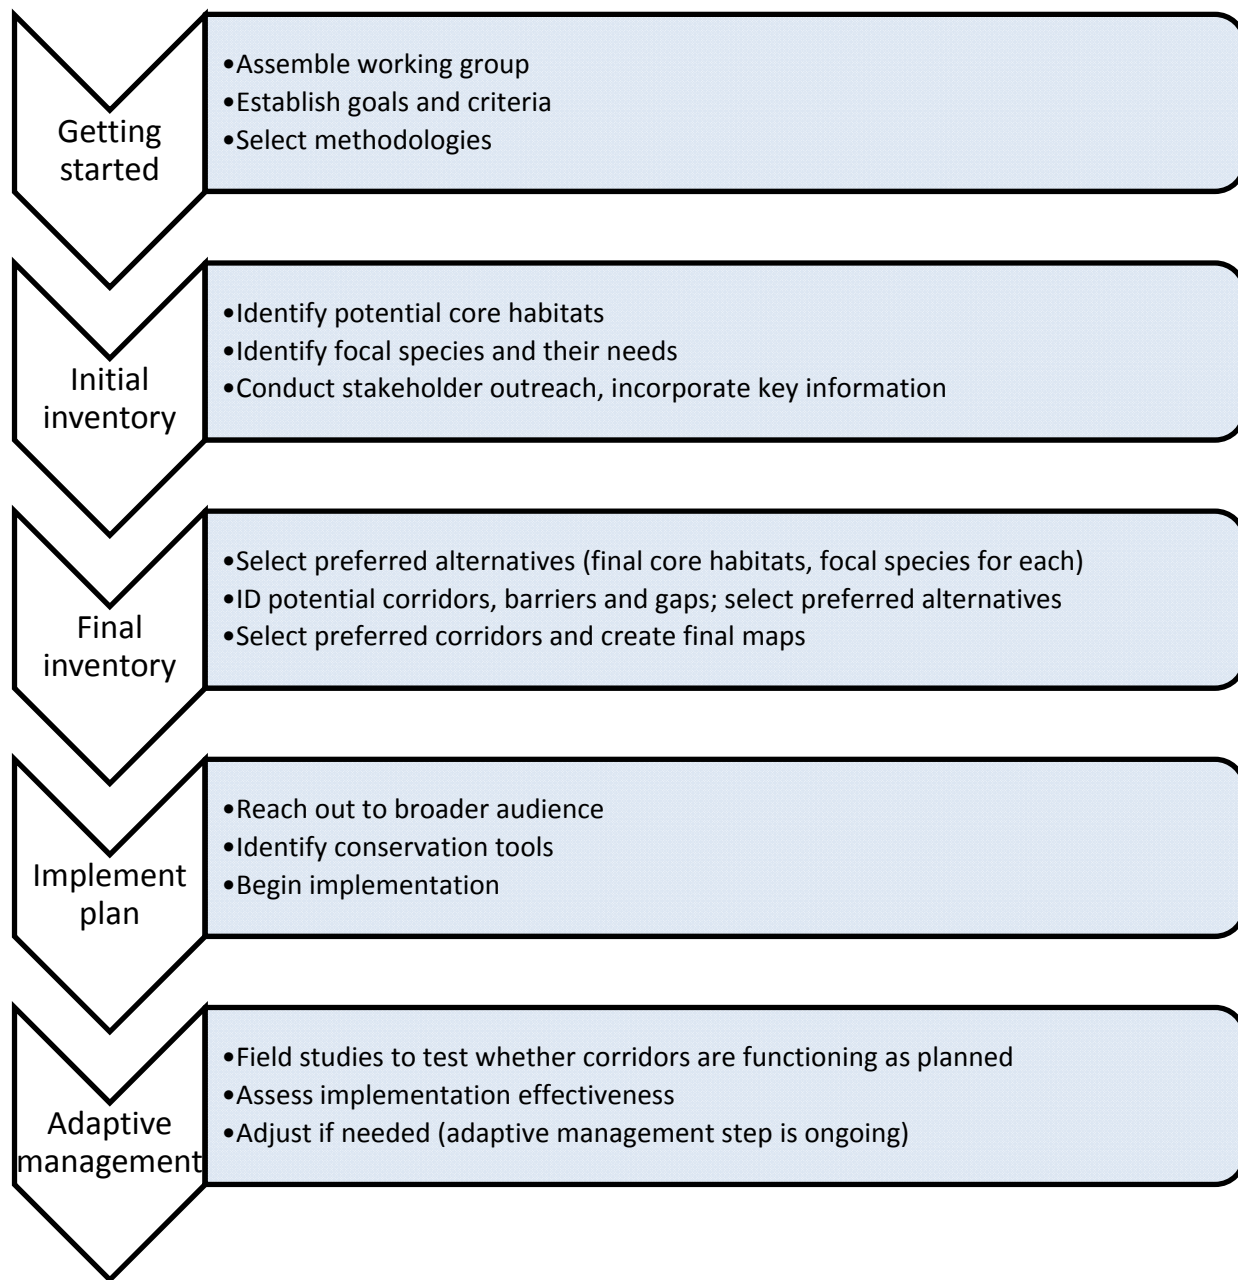 Getting
started
•Assemble working group
•Establish goals and criteria
•Select methodologies
Initial
inventory
•Identify potential core habitats
•Identify focal species and their needs
•Conduct stakeholder outreach, incorporate key information
Final
inventory
•Select preferred alternatives (final core habitats, focal species for each)
•ID potential corridors, barriers and gaps; select preferred alternatives
•Select preferred corridors and create final maps
Implement
plan
•Reach out to broader audience
•Identify conservation tools
•Begin implementation
Adaptive
management
•Field studies to test whether corridors are functioning as planned
•Assess implementation effectiveness
•Adjust if needed (adaptive management step is ongoing)